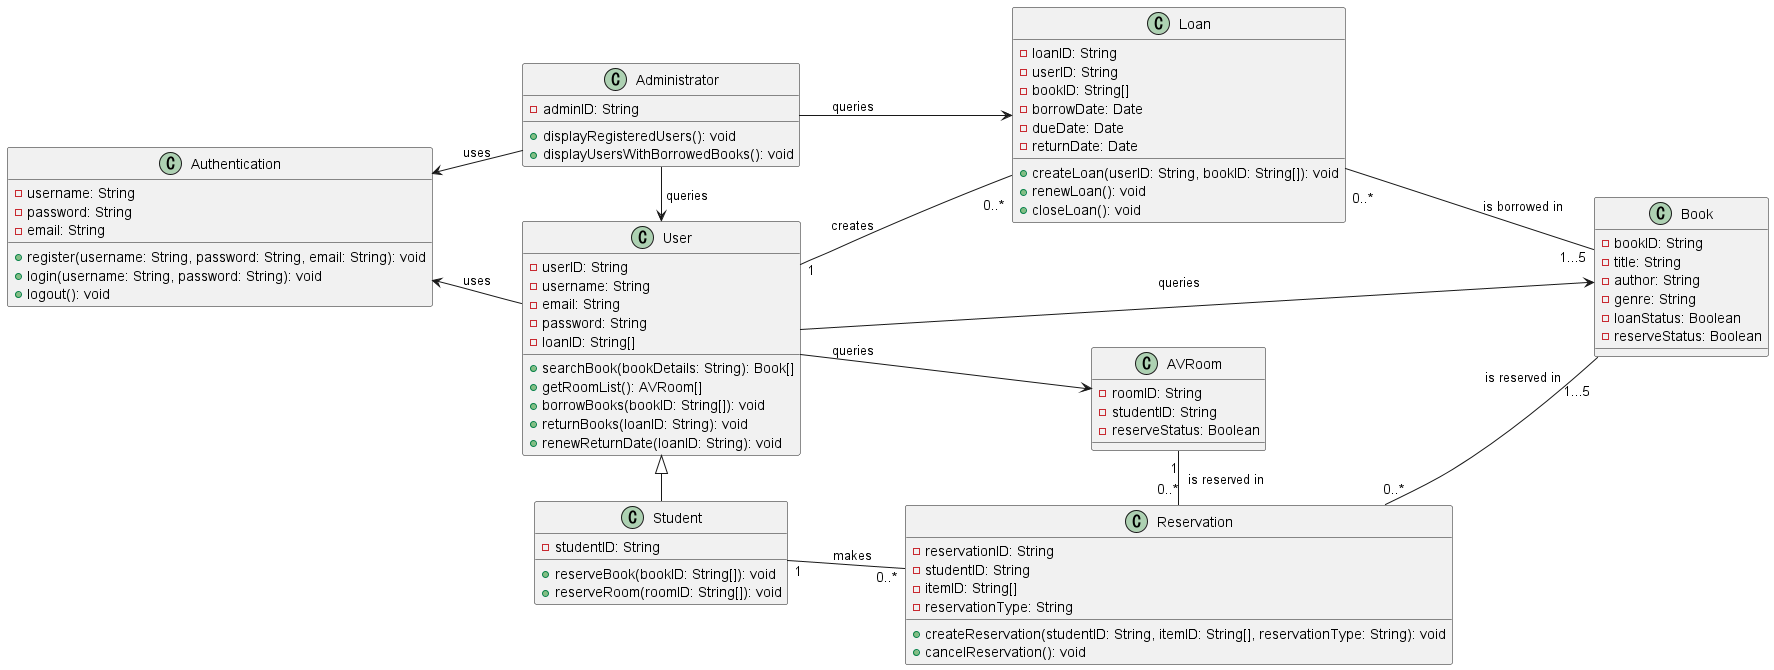 Loan
loanID: String
userID: String
bookID: String[]
borrowDate: Date
dueDate: Date
returnDate: Date
createLoan(userID: String, bookID: String[]): void
renewLoan(): void
closeLoan(): void
Administrator
adminID: String
displayRegisteredUsers(): void
displayUsersWithBorrowedBooks(): void
queries
uses
queries
Authentication
username: String
password: String
email: String
register(username: String, password: String, email: String): void
login(username: String, password: String): void
logout(): void
uses
User
userID: String
username: String
email: String
password: String
loanID: String[]
searchBook(bookDetails: String): Book[]
getRoomList(): AVRoom[]
borrowBooks(bookID: String[]): void
returnBooks(loanID: String): void
renewReturnDate(loanID: String): void
creates
1
0..*
0..*
is borrowed in
1...5
queries
queries
Book
bookID: String
title: String
author: String
genre: String
loanStatus: Boolean
reserveStatus: Boolean
AVRoom
roomID: String
studentID: String
reserveStatus: Boolean
1
0..*
is reserved in
is reserved in
1...5
0..*
Student
studentID: String
reserveBook(bookID: String[]): void
reserveRoom(roomID: String[]): void
makes
1
0..*
Reservation
reservationID: String
studentID: String
itemID: String[]
reservationType: String
createReservation(studentID: String, itemID: String[], reservationType: String): void
cancelReservation(): void